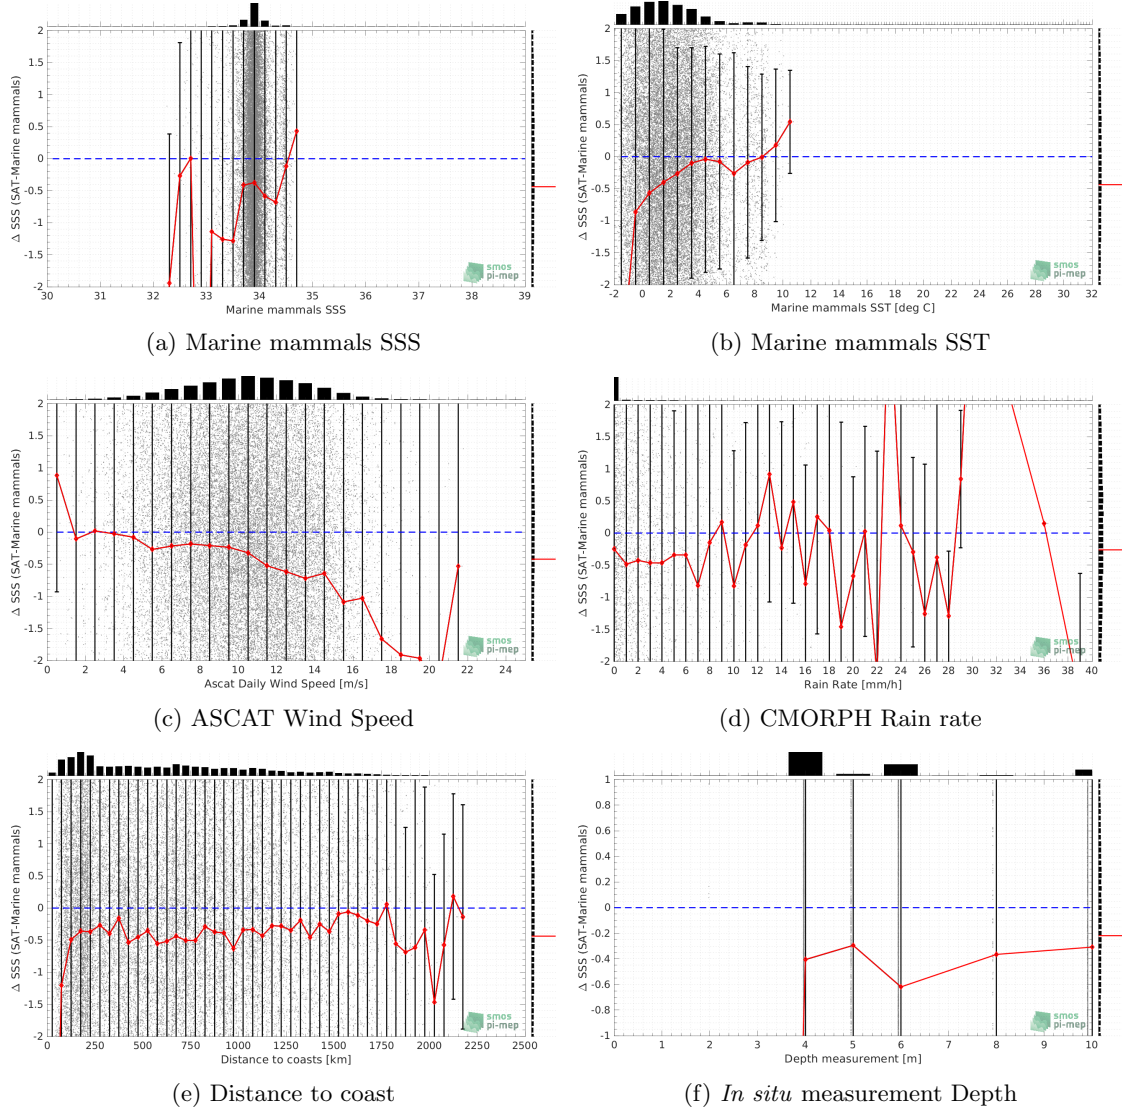 Δ SSS (SAT-Marine mammals)
2
1.5
1
0.5
0
-0.5
-1
-1.5
-2
30 31 32 33 34 35 36 37 38 39
Marine mammals SSS
smos
pi-mep
(a) Marine mammals SSS
Δ SSS (SAT-Marine mammals)
2
1.5
1
0.5
0
-0.5
-1
-1.5
-2
-2 0 2 4 6 8 10 12 14 16 18 20 22 24 26 28 30 32
Marine mammals SST [deg C]
smos
pi-mep
(b) Marine mammals SST
Δ SSS (SAT-Marine mammals)
2
1.5
1
0.5
0
-0.5
-1
-1.5
-2
0 2 4 6 8 10 12 14 16 18 20 22 24
Ascat Daily Wind Speed [m/s]
smos
pi-mep
(c) ASCAT Wind Speed
Δ SSS (SAT-Marine mammals)
2
1.5
1
0.5
0
-0.5
-1
-1.5
-2
0 2 4 6 8 10 12 14 16 18 20 22 24 26 28 30 32 34 36 38 40
Rain Rate [mm/h]
smos
pi-mep
(d) CMORPH Rain rate
Δ SSS (SAT-Marine mammals)
2
1.5
1
0.5
0
-0.5
-1
-1.5
-2
0 250 500 750 1000 1250 1500 1750 2000 2250 2500
Distance to coasts [km]
smos
pi-mep
(e) Distance to coast
Δ SSS (SAT-Marine mammals)
1
0.8
0.6
0.4
0.2
0
-0.2
-0.4
-0.6
-0.8
-1
0 1 2 3 4 5 6 7 8 9 10
Depth measurement [m]
smos
pi-mep
(f) In situ measurement Depth